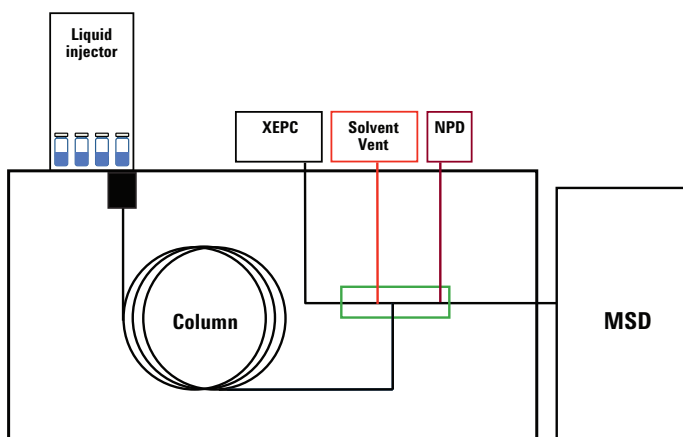 Liquid
injector
XEPC
Solvent
Vent
NPD
Column
MSD